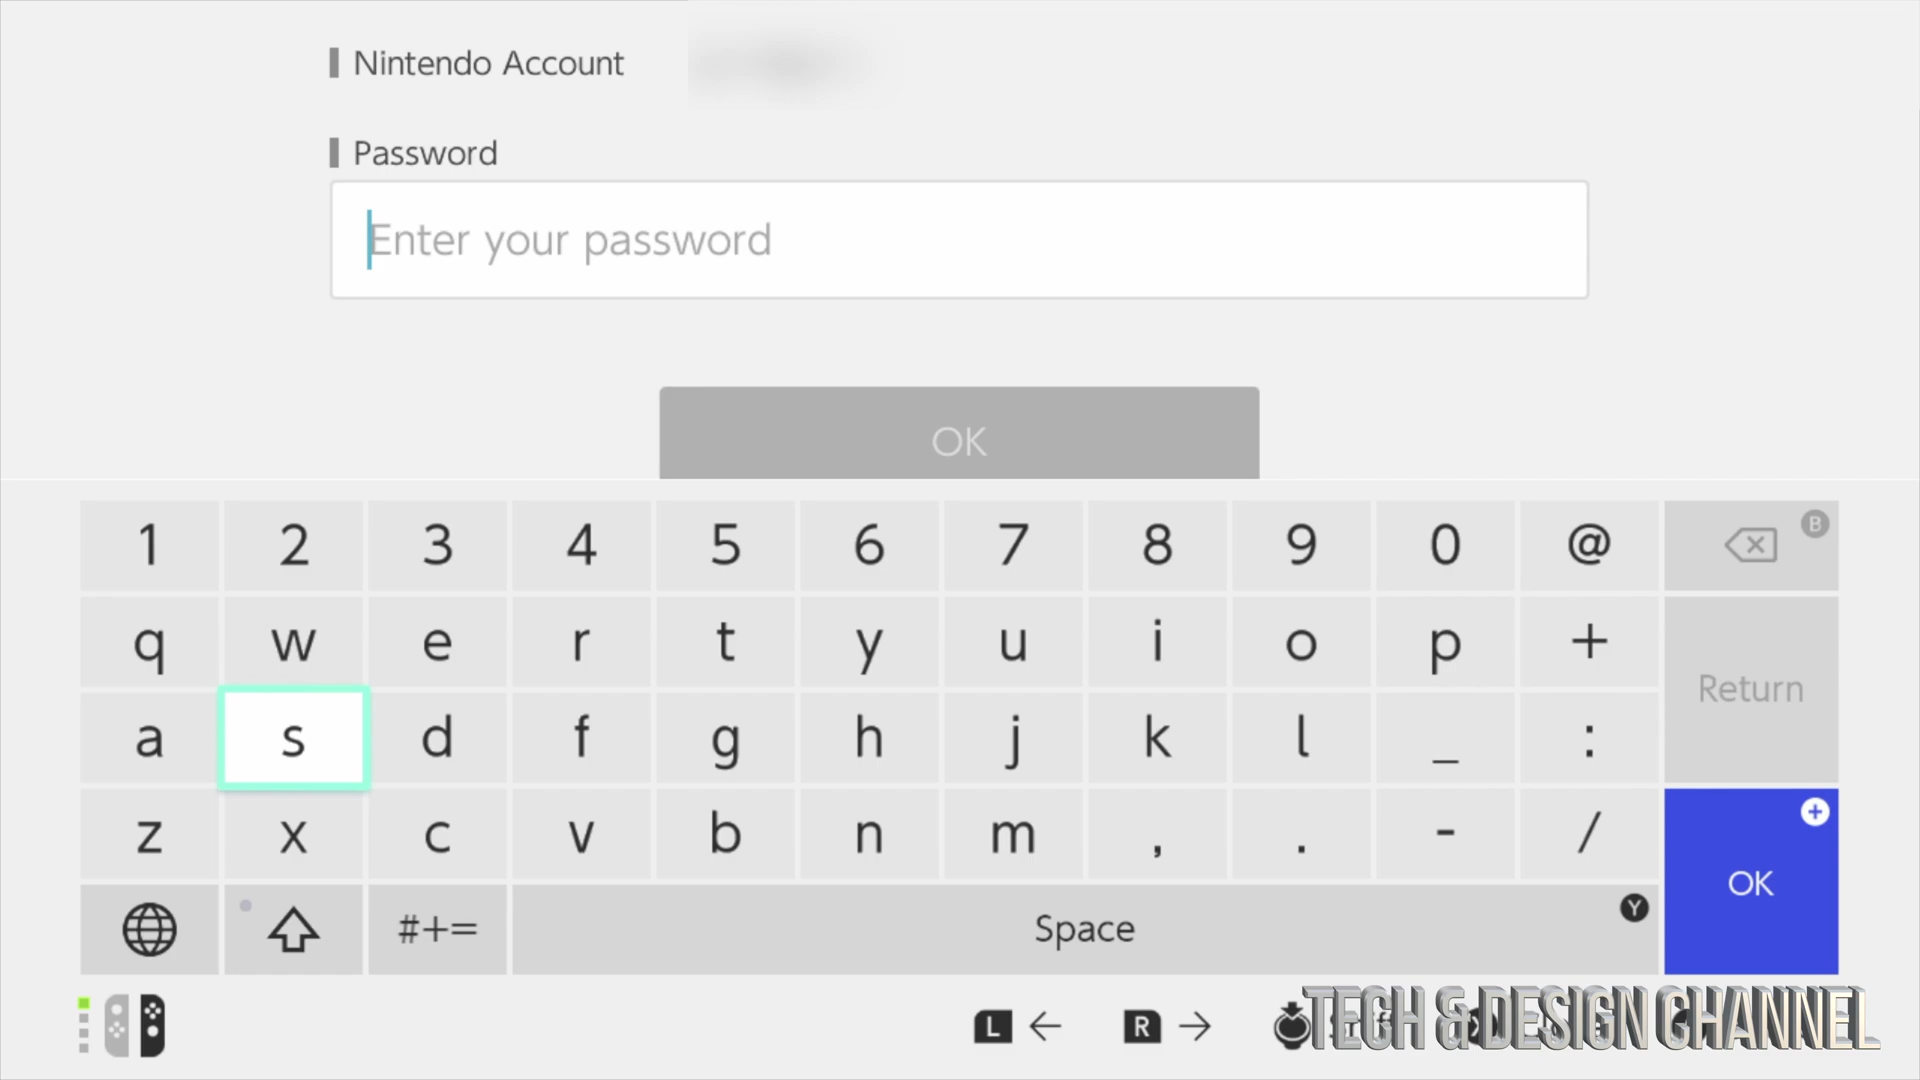 Nintendo Account
Password
Enter your password
OK
1 2 3 4 5 6 7 8 9 0 @ B
q w e r t y u i o p +
Return
a s d f g h j k l _ :
z x c v b n m , . - /
OK
#+= Space Y
L ← R →
TECH & DESIGN CHANNEL